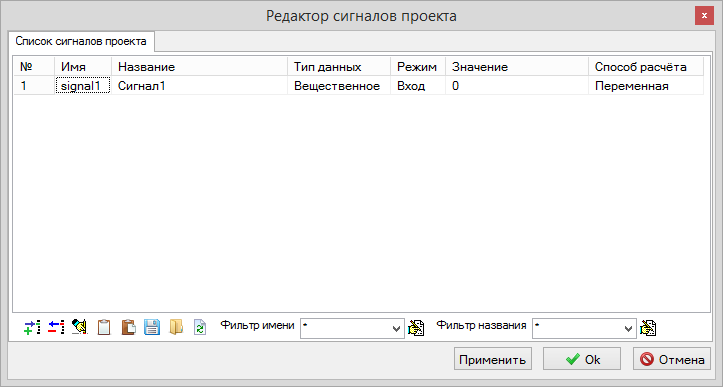 Редактор сигналов проекта
x
Список сигналов проекта
№ Имя Название Тип данных Режим Значение Способ расчёта
1 signal1 Сигнал1 Вещественное Вход 0 Переменная
Фильтр имени * Фильтр названия *
Применить Ok Отмена